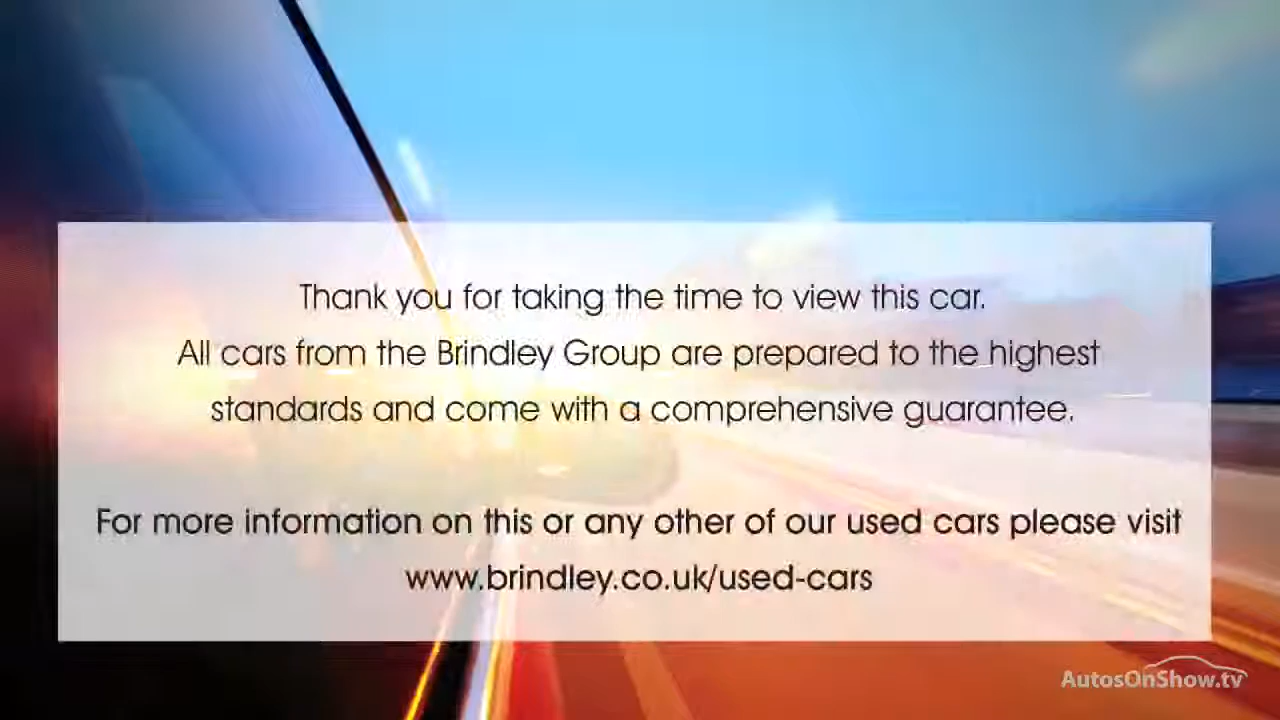 Thank you for taking the time to view this car.
All cars from the Brindley Group are prepared to the highest
standards and come with a comprehensive guarantee.
For more information on this or any other of our used cars please visit
www.brindley.co.uk/used-cars
AutosOnShow.tv